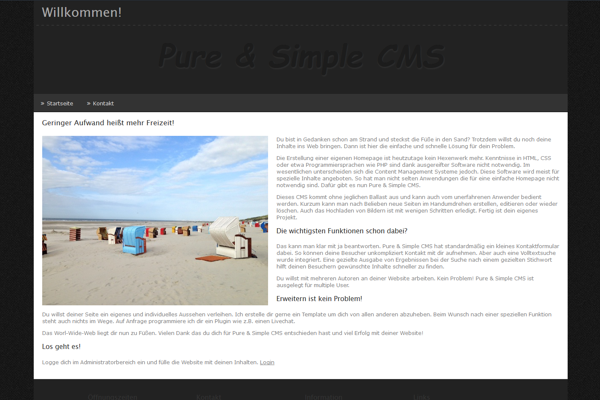 Willkommen!
Pure & Simple CMS
» Startseite » Kontakt
Geringer Aufwand heißt mehr Freizeit!
Du bist in Gedanken schon am Strand und steckst die Füße in den Sand? Trotzdem willst du noch deine
Inhalte ins Web bringen. Dann ist hier die einfache und schnelle Lösung für dein Problem.
Die Erstellung einer eigenen Homepage ist heutzutage kein Hexenwerk mehr. Kenntnisse in HTML, CSS
oder etwa Programmiersprachen wie PHP sind dank ausgereifter Software nicht notwendig. Im
wesentlichen unterscheiden sich die Content Management Systeme jedoch. Diese Software wird meist für
spezielle Inhalte angeboten. So hat man nicht selten Anwendungen die für eine einfache Homepage nicht
notwendig sind. Dafür gibt es nun Pure & Simple CMS.
Dieses CMS kommt ohne jeglichen Ballast aus und kann auch vom unerfahrenen Anwender bedient
werden. Kurzum kann man nach Belieben neue Seiten im Handumdrehen erstellen, editieren oder wieder
löschen. Auch das Hochladen von Bildern ist mit wenigen Schritten erledigt. Fertig ist dein eigenes
Projekt.
Die wichtigsten Funktionen schon dabei?
Das kann man klar mit ja beantworten. Pure & Simple CMS hat standardmäßig ein kleines Kontaktformular
dabei. So können deine Besucher unkompliziert Kontakt mit dir aufnehmen. Aber auch eine Volltextsuche
wurde integriert. Eine gezielte Ausgabe von Ergebnissen bei der Suche nach einem gezielten Stichwort
hilft deinen Besuchern gewünschte Inhalte schneller zu finden.
Du willst mit mehreren Autoren an deiner Website arbeiten. Kein Problem! Pure & Simple CMS ist
ausgelegt für multiple User.
Erweitern ist kein Problem!
Du willst deiner Seite ein eigenes und individuelles Aussehen verleihen. Ich erstelle dir gerne ein Template um dich von allen anderen abzuheben. Beim Wunsch nach einer speziellen Funktion
steht auch nichts im Wege. Auf Anfrage programmiere ich dir ein Plugin wie z.B. einen Livechat.
Das Worl-Wide-Web liegt dir nun zu Füßen. Vielen Dank das du dich für Pure & Simple CMS entschieden hast und viel Erfolg mit deiner Website!
Los geht es!
Logge dich im Administratorbereich ein und fülle die Website mit deinen Inhalten. Login